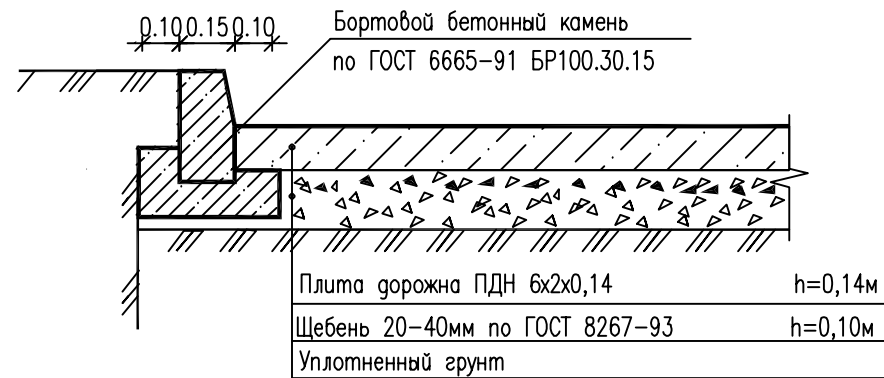 0.10 0.15 0.10
Бортовой бетонный камень
по ГОСТ 6665-91 БР100.30.15
Плита дорожна ПДН 6х2х0,14 h=0,14м
Щебень 20-40мм по ГОСТ 8267-93 h=0,10м
Уплотненный грунт